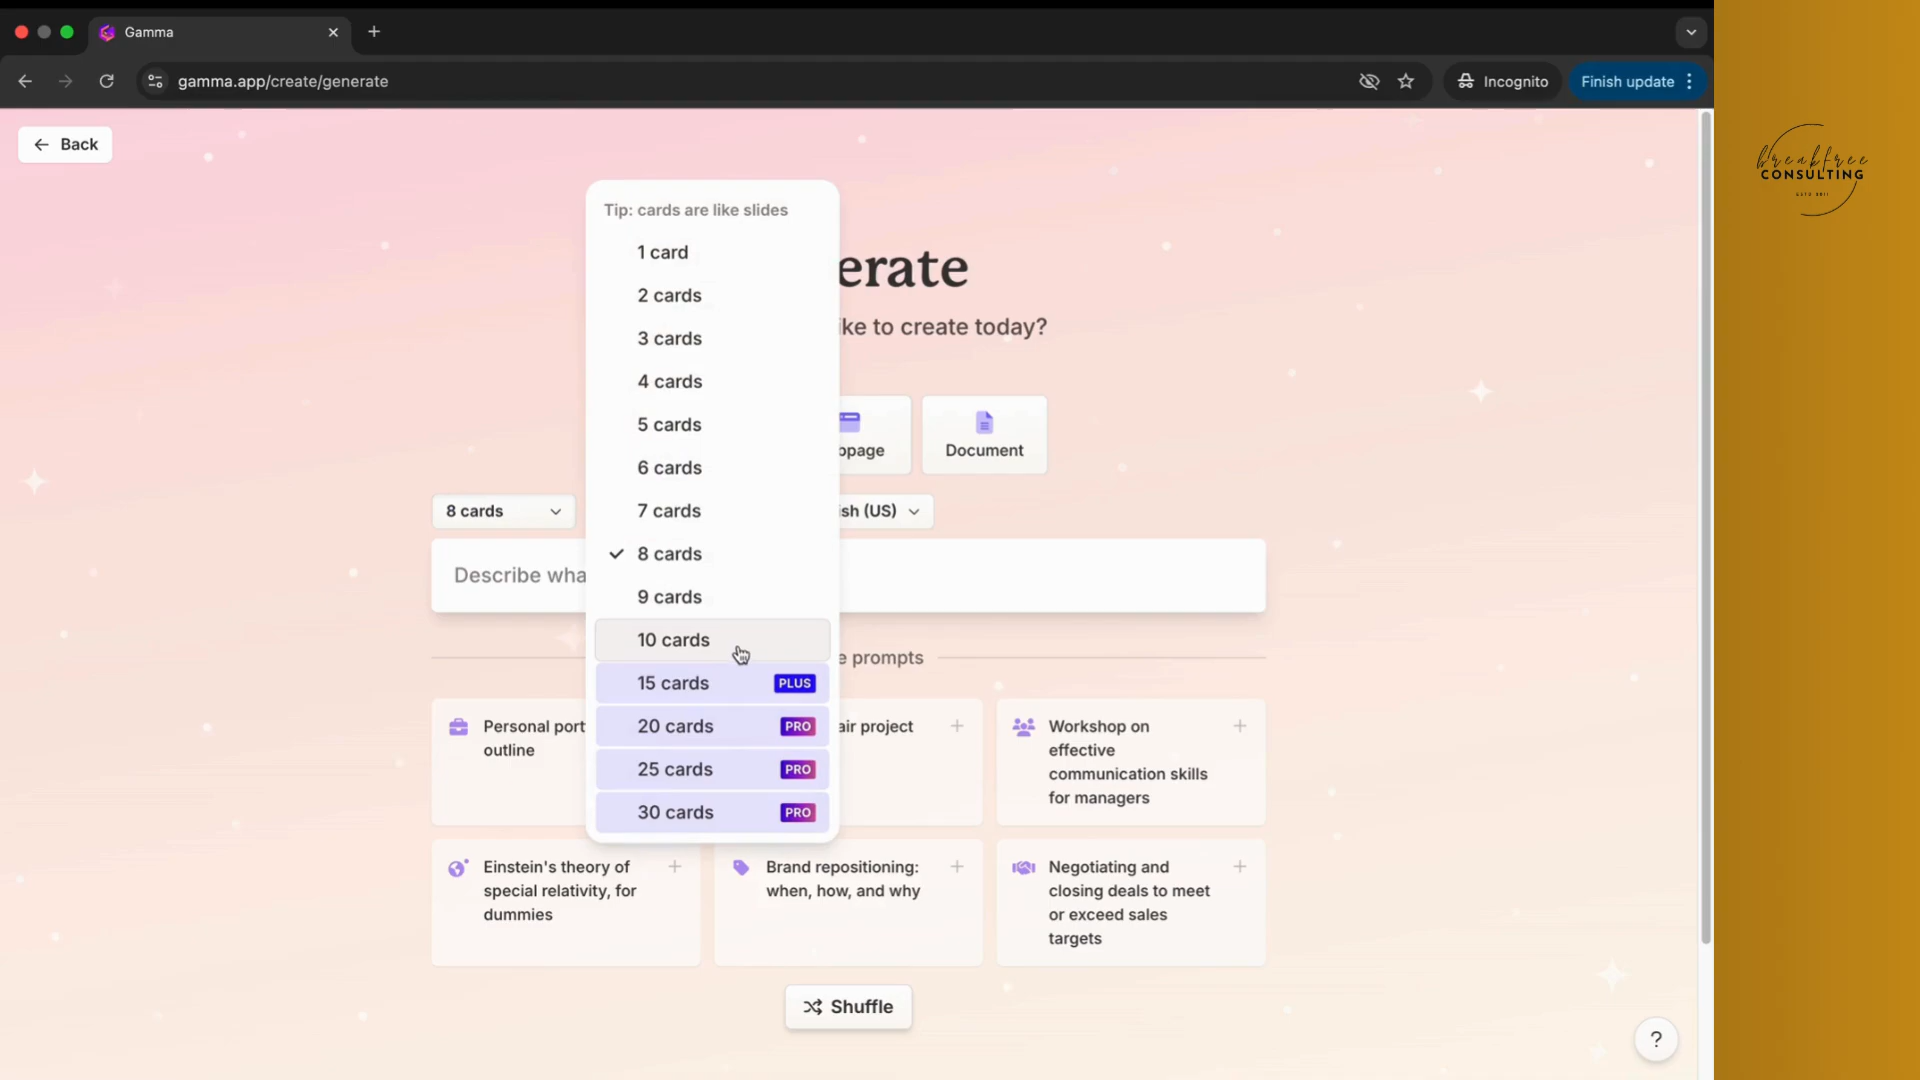 Gamma
gamma.app/create/generate
Incognito
Finish update
Back
breakfree
CONSULTING
Tip: cards are like slides
1 card
2 cards
3 cards
4 cards
5 cards
6 cards
7 cards
8 cards
9 cards
10 cards
15 cards PLUS
20 cards PRO
25 cards PRO
30 cards PRO
erate
ke to create today?
page
Document
8 cards
sh (US)
Describe wha
e prompts
Personal port
outline
air project
Workshop on
effective
communication skills
for managers
Einstein's theory of
special relativity, for
dummies
Brand repositioning:
when, how, and why
Negotiating and
closing deals to meet
or exceed sales
targets
Shuffle
?